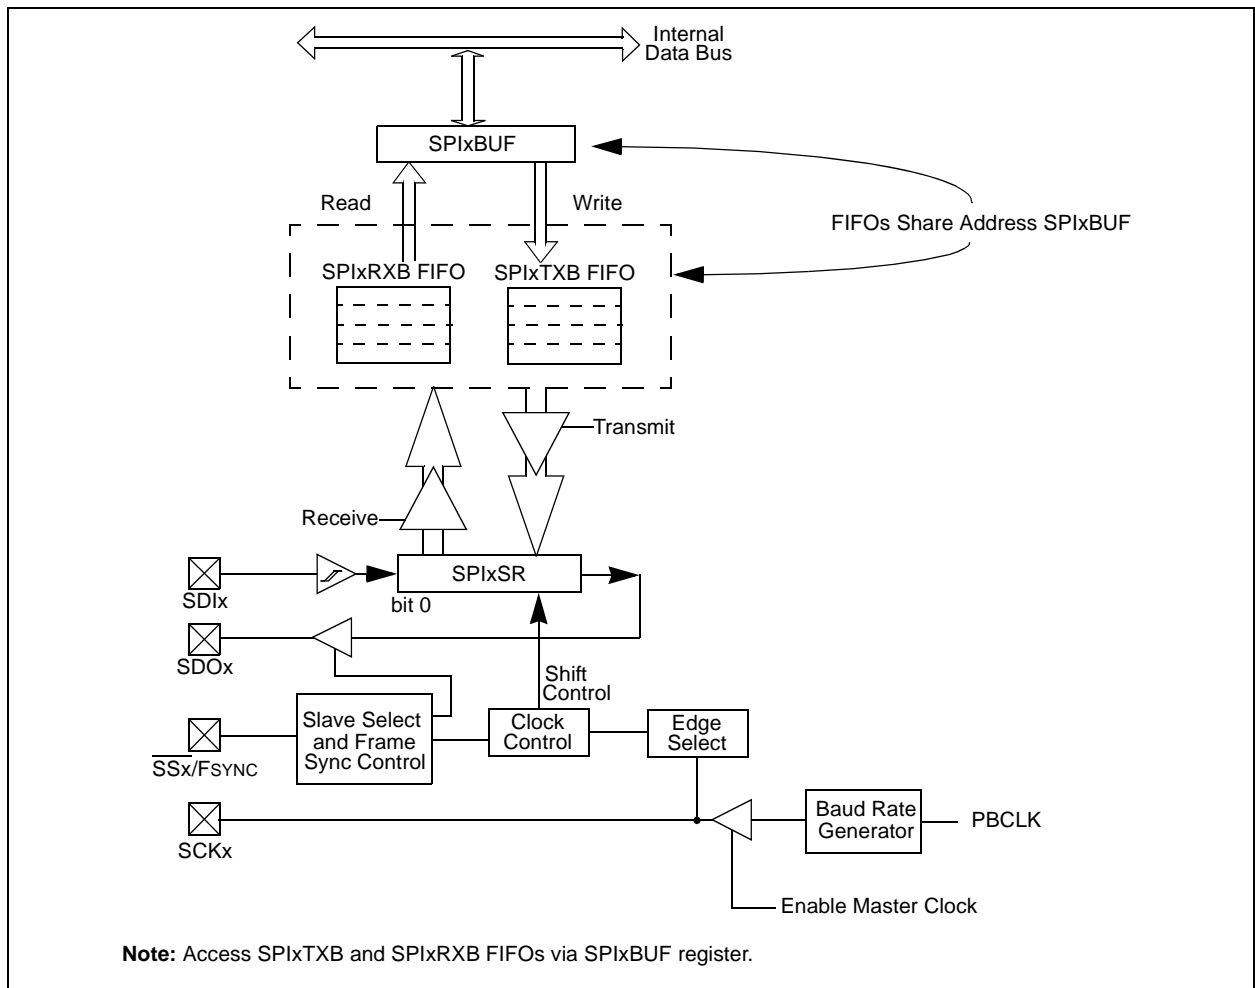 Internal
Data Bus
SPIxBUF
Read
Write
FIFOs Share Address SPIxBUF
SPIxRXB FIFO
SPIxTXB FIFO
Transmit
Receive
SPIxSR
SDIx
bit 0
SDOx
Shift
Control
Slave Select
and Frame
Sync Control
Clock
Control
Edge
Select
SSx/FSYNC
Baud Rate
Generator
PBCLK
SCKx
Enable Master Clock
Note: Access SPIxTXB and SPIxRXB FIFOs via SPIxBUF register.